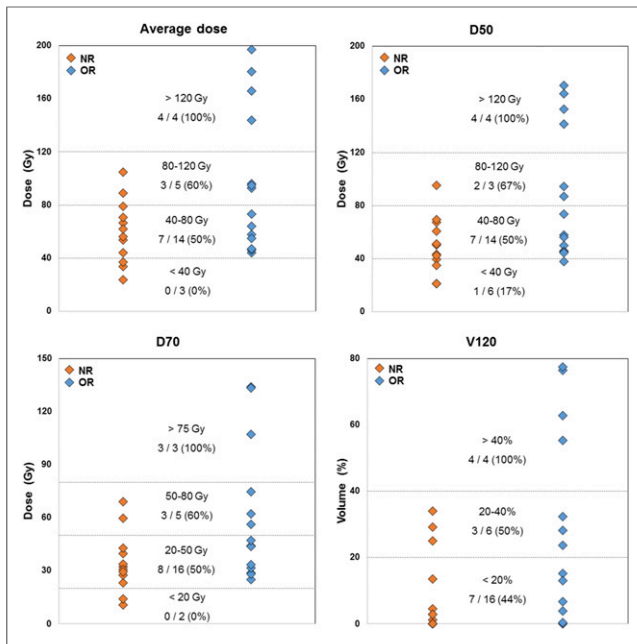 Average dose
Dose (Gy)
200
160
120
80
40
0
NR
OR
> 120 Gy
4 / 4 (100%)
80-120 Gy
3 / 5 (60%)
40-80 Gy
7 / 14 (50%)
< 40 Gy
0 / 3 (0%)
D50
Dose (Gy)
200
160
120
80
40
0
NR
OR
> 120 Gy
4 / 4 (100%)
80-120 Gy
2 / 3 (67%)
40-80 Gy
7 / 14 (50%)
< 40 Gy
1 / 6 (17%)
D70
Dose (Gy)
150
120
90
60
30
0
NR
OR
> 75 Gy
3 / 3 (100%)
50-80 Gy
3 / 5 (60%)
20-50 Gy
8 / 16 (50%)
< 20 Gy
0 / 2 (0%)
V120
Volume (%)
80
60
40
20
0
NR
OR
> 40%
4 / 4 (100%)
20-40%
3 / 6 (50%)
< 20%
7 / 16 (44%)